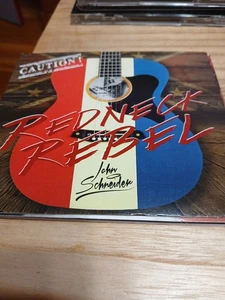 CAUTION!
REDNECK
REBEL
John
Schneider